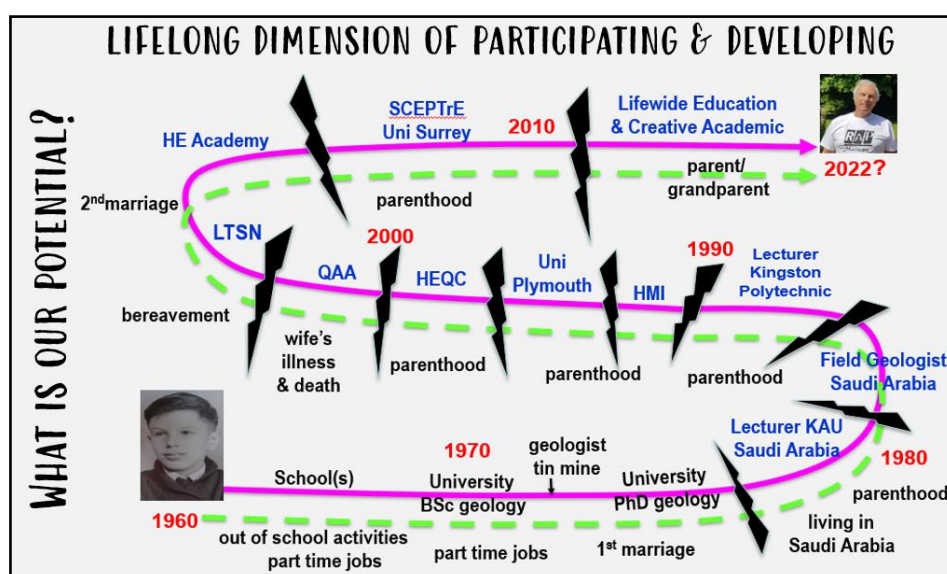 LIFELONG DIMENSION OF PARTICIPATING & DEVELOPING
WHAT IS OUR POTENTIAL?
HE Academy
SCEPTrE
Uni Surrey
2010
Lifewide Education
& Creative Academic
2022?
parent/
grandparent
parenthood
2nd marriage
LTSN
2000
QAA
HEQC
Uni
Plymouth
HMI
1990
Lecturer
Kingston
Polytechnic
bereavement
wife's
illness
& death
parenthood
parenthood
parenthood
Field Geologist
Saudi Arabia
Lecturer KAU
Saudi Arabia
1980
parenthood
living in
Saudi Arabia
1960
School(s)
1970
University
BSc geology
geologist
tin mine
University
PhD geology
out of school activities
part time jobs
part time jobs
1st marriage